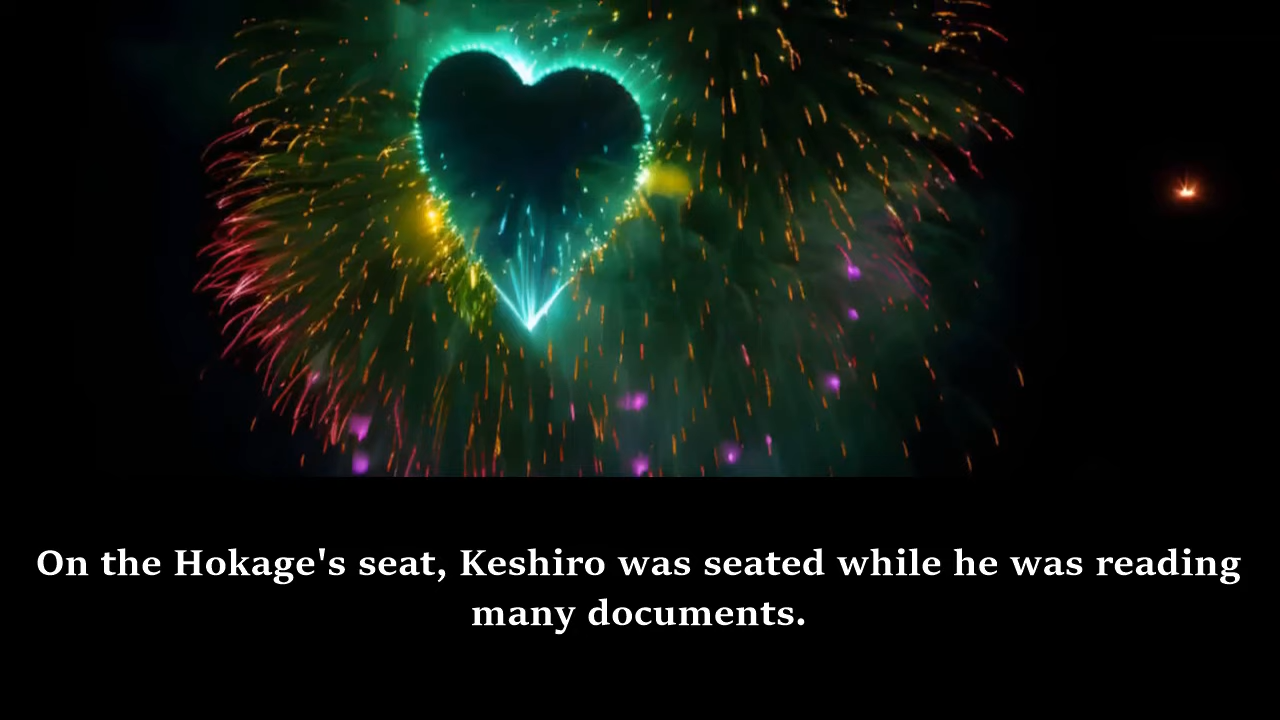 On the Hokage's seat, Keshiro was seated while he was reading
many documents.